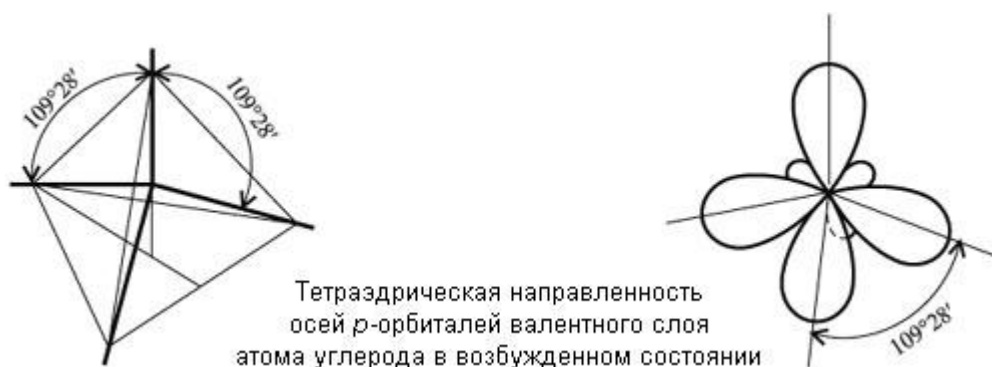 109°28′
109°28′
109°28′
Тетраэдрическая направленность
осей р-орбиталей валентного слоя
атома углерода в возбужденном состоянии